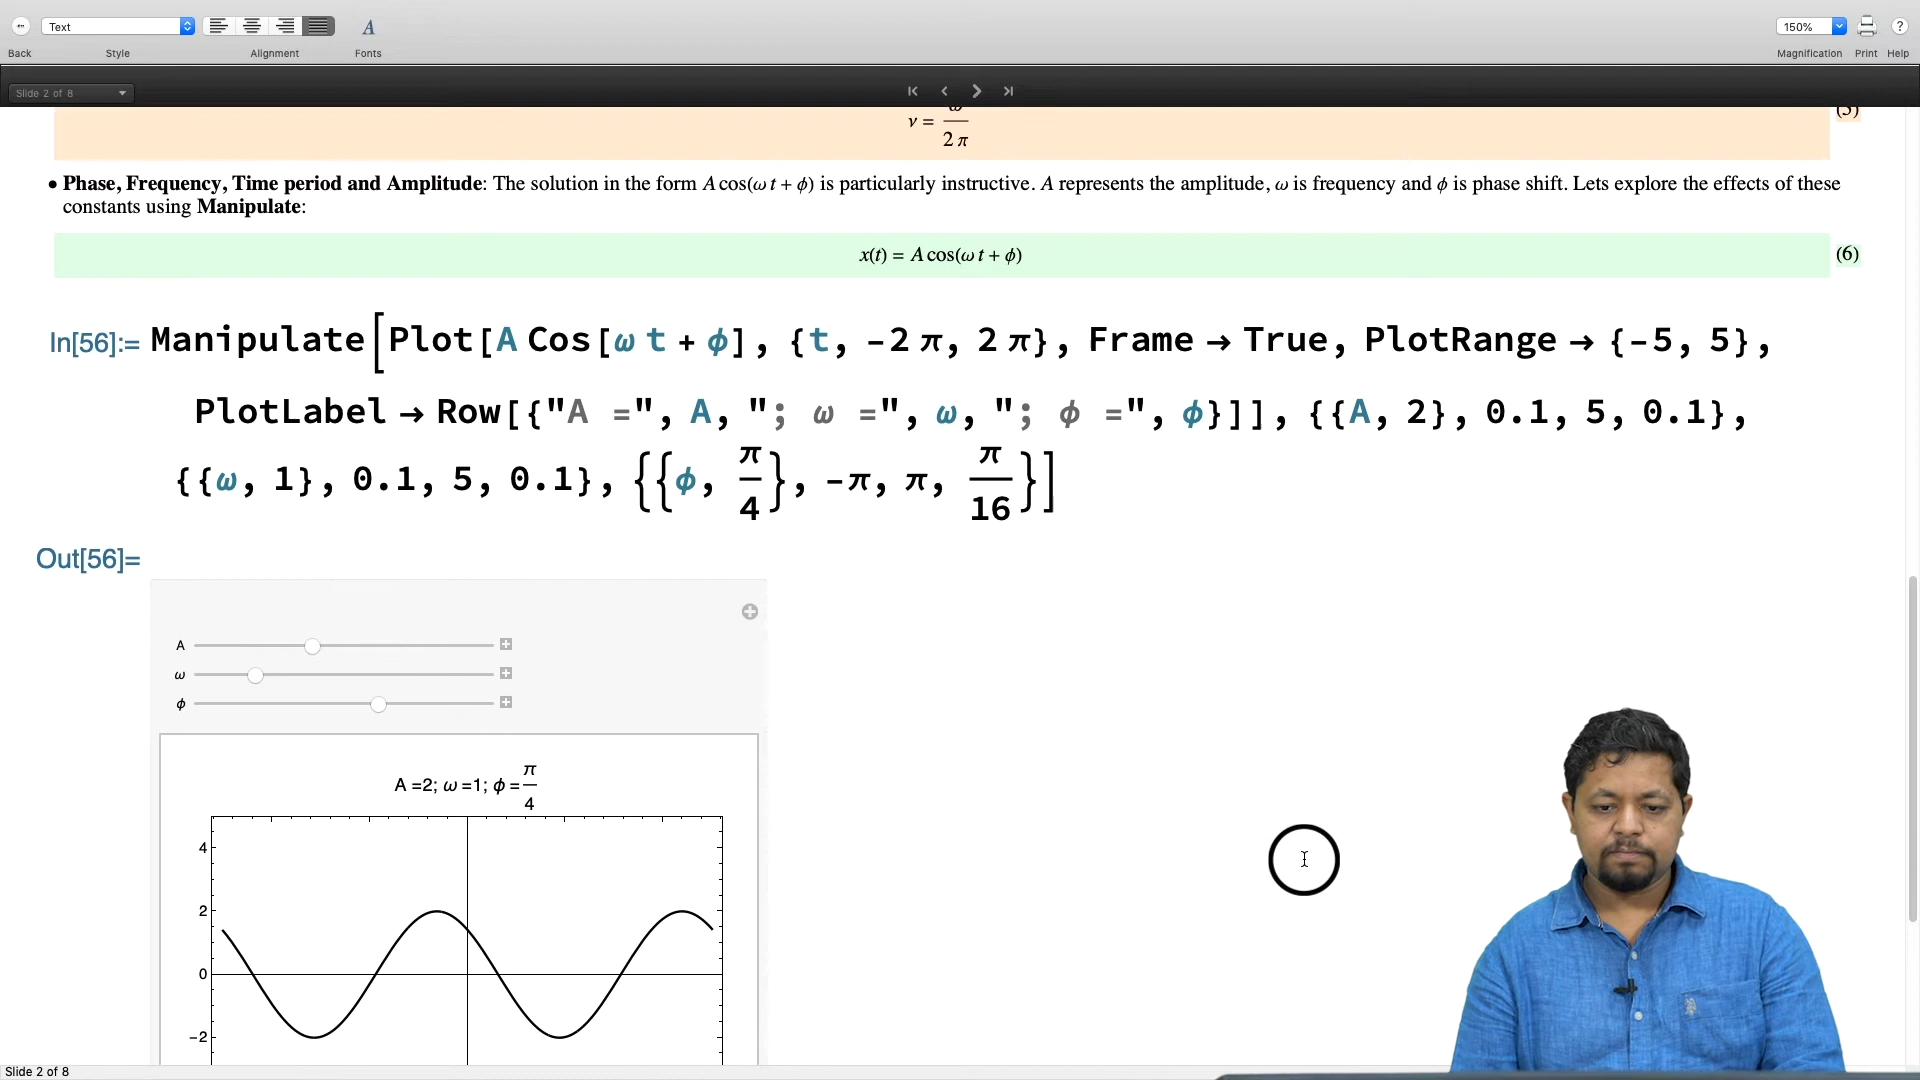 Text
150%
Back
Style
Alignment
Fonts
Magnification
Print
Help
Slide 2 of 8
ν = ω/2 π
(5)
• Phase, Frequency, Time period and Amplitude: The solution in the form A cos(ω t + ϕ) is particularly instructive. A represents the amplitude, ω is frequency and ϕ is phase shift. Lets explore the effects of these
constants using Manipulate:
x(t) = A cos(ω t + ϕ)
(6)
In[56]:= Manipulate[Plot[A Cos[ω t + ϕ], {t, -2 π, 2 π}, Frame → True, PlotRange → {-5, 5},
PlotLabel → Row[{"A =", A, "; ω =", ω, "; ϕ =", ϕ}]], {{A, 2}, 0.1, 5, 0.1},
{{ω, 1}, 0.1, 5, 0.1}, {{ϕ, π/4}, -π, π, π/16}]
Out[56]=
A
ω
ϕ
A =2; ω =1; ϕ =π/4
4
2
0
−2
Slide 2 of 8